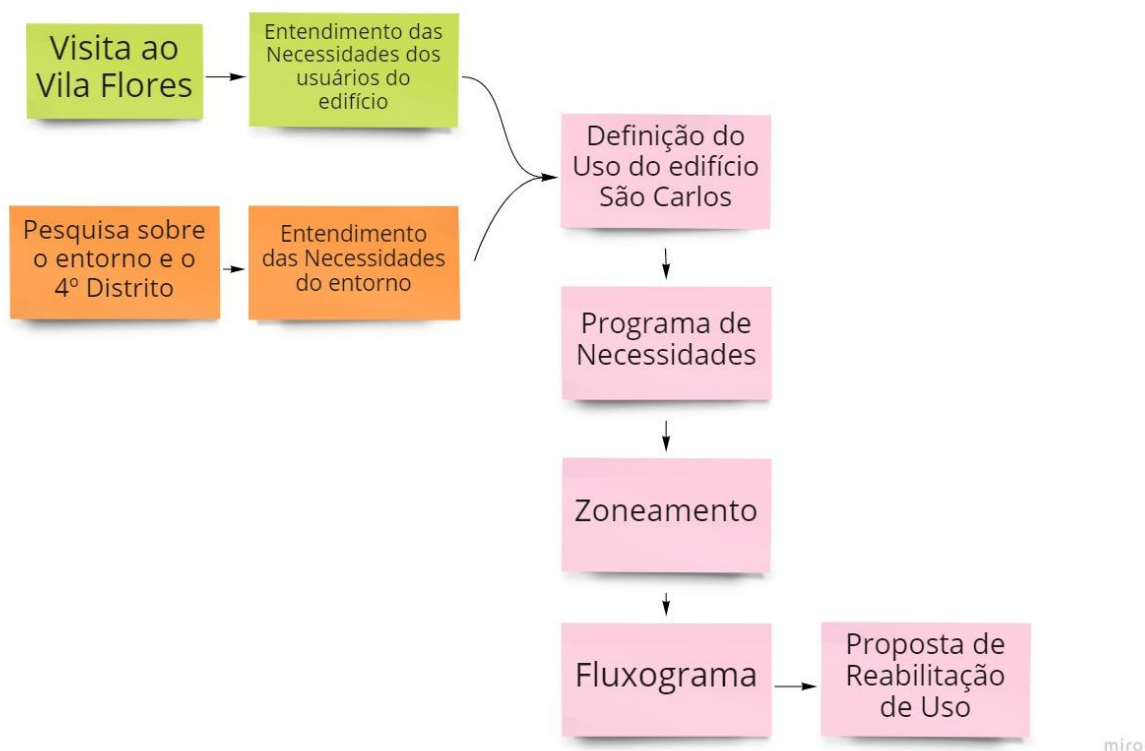 Visita ao
Vila Flores
Entendimento das
Necessidades dos
usuários do
edifício
Pesquisa sobre
o entorno e o
4º Distrito
Entendimento
das Necessidades
do entorno
Definição do
Uso do edifício
São Carlos
Programa de
Necessidades
Zoneamento
Fluxograma
Proposta de
Reabilitação
de Uso
miro